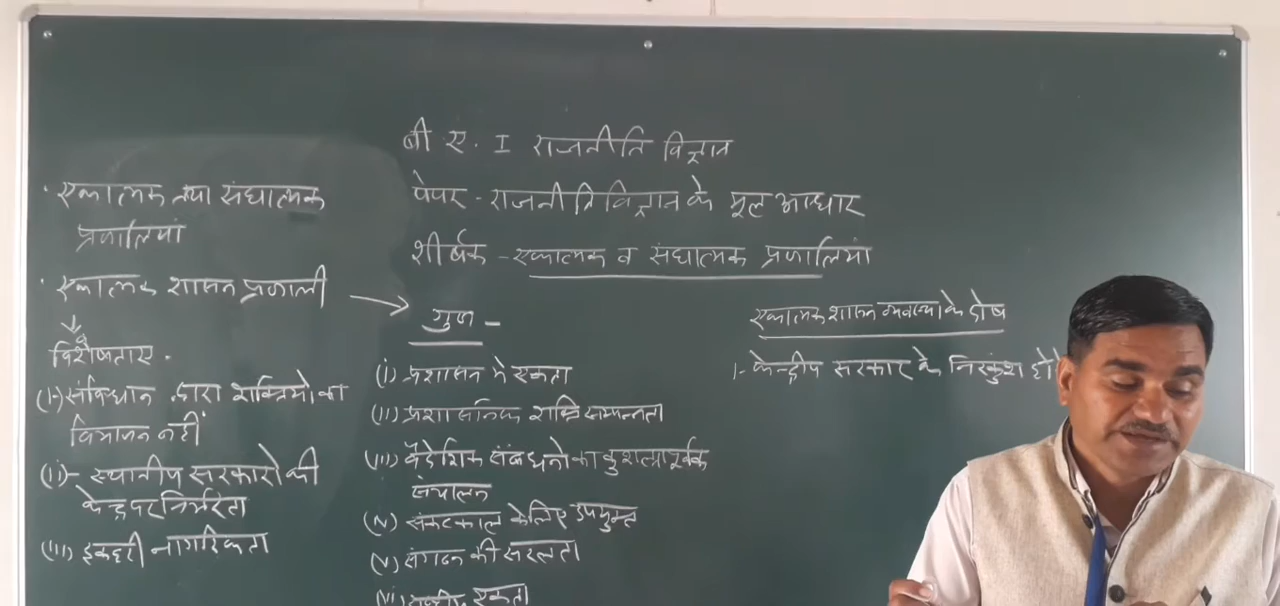 बी . ए . I राजनीति विज्ञान
पेपर - राजनीति विज्ञान के मूल आधार
शीर्षक - एकात्मक व संघात्मक प्रणालियां
. एकात्मक तथा संघात्मक
प्रणालियां
. एकात्मक शासन प्रणाली →
विशेषताएं .
(i)-संविधान द्वारा शक्तियों का
विभाजन नहीं
(ii)- स्थानीय सरकारों की
केन्द्र पर निर्भरता
(iii) इकहरी नागरिकता
गुण -
(i) प्रशासन में एकता
(ii) प्रशासनिक शक्ति सम्पन्नता
(iii) वैदेशिक संबंधनों का कुशलतापूर्वक
संचालन
(iv) संकटकाल के लिए उपयुक्त
(v) संगठन की सरलता
(vi) राष्ट्रीय एकता
एकात्मक शासन व्यवस्था के दोष
1- केन्द्रीय सरकार के निरंकुश